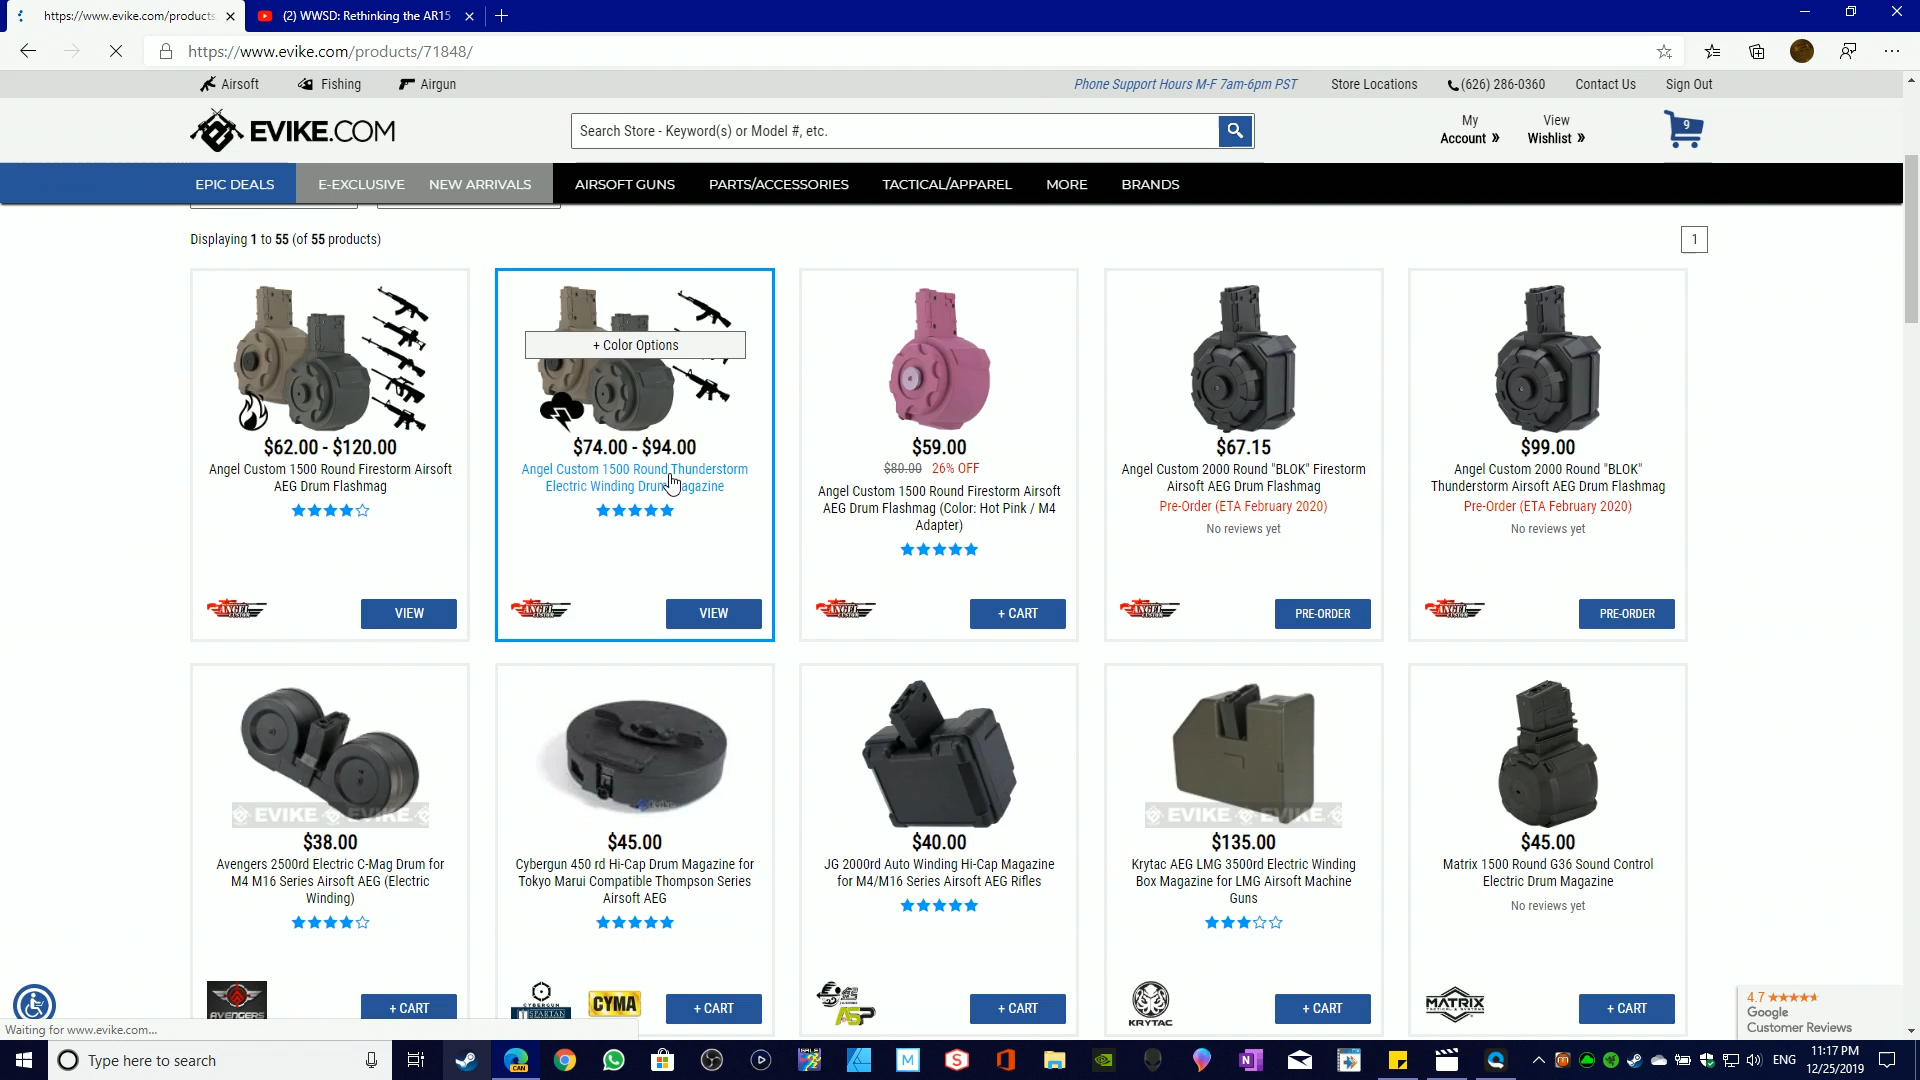 https://www.evike.com/products
(2) WWSD: Rethinking the AR15
https://www.evike.com/products/71848/
Airsoft Fishing Airgun
Phone Support Hours M-F 7am-6pm PST Store Locations (626) 286-0360 Contact Us Sign Out
EVIKE.COM
Search Store - Keyword(s) or Model #, etc.
My
Account »
View
Wishlist »
9
EPIC DEALS E-EXCLUSIVE NEW ARRIVALS AIRSOFT GUNS PARTS/ACCESSORIES TACTICAL/APPAREL MORE BRANDS
Displaying 1 to 55 (of 55 products)
1
$62.00 - $120.00
Angel Custom 1500 Round Firestorm Airsoft
AEG Drum Flashmag
VIEW
+ Color Options
$74.00 - $94.00
Angel Custom 1500 Round Thunderstorm
Electric Winding Drum Magazine
VIEW
$59.00
$80.00 26% OFF
Angel Custom 1500 Round Firestorm Airsoft
AEG Drum Flashmag (Color: Hot Pink / M4
Adapter)
+ CART
$67.15
Angel Custom 2000 Round "BLOK" Firestorm
Airsoft AEG Drum Flashmag
Pre-Order (ETA February 2020)
No reviews yet
PRE-ORDER
$99.00
Angel Custom 2000 Round "BLOK"
Thunderstorm Airsoft AEG Drum Flashmag
Pre-Order (ETA February 2020)
No reviews yet
PRE-ORDER
EVIKE
$38.00
Avengers 2500rd Electric C-Mag Drum for
M4 M16 Series Airsoft AEG (Electric
Winding)
AVENGERS
+ CART
$45.00
Cybergun 450 rd Hi-Cap Drum Magazine for
Tokyo Marui Compatible Thompson Series
Airsoft AEG
CYBERGUN
SPARTAN
CYMA
+ CART
$40.00
JG 2000rd Auto Winding Hi-Cap Magazine
for M4/M16 Series Airsoft AEG Rifles
ASP
+ CART
EVIKE
$135.00
Krytac AEG LMG 3500rd Electric Winding
Box Magazine for LMG Airsoft Machine
Guns
KRYTAC
+ CART
$45.00
Matrix 1500 Round G36 Sound Control
Electric Drum Magazine
No reviews yet
MATRIX
+ CART
4.7
Google
Customer Reviews
Waiting for www.evike.com...
Type here to search
CAN
ENG
11:17 PM
12/25/2019